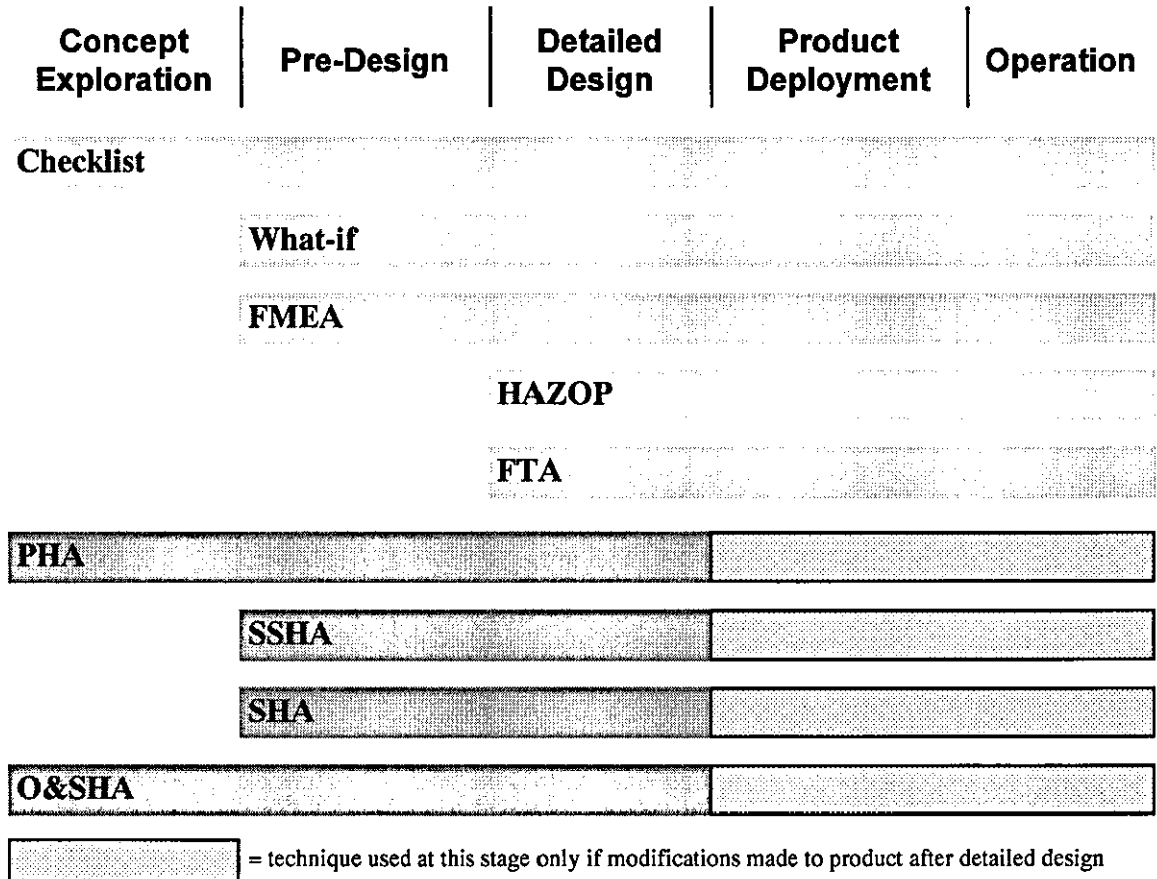 Concept
Exploration
Pre-Design
Detailed
Design
Product
Deployment
Operation
Checklist
What-if
FMEA
HAZOP
FTA
PHA
SSHA
SHA
O&SHA
= technique used at this stage only if modifications made to product after detailed design